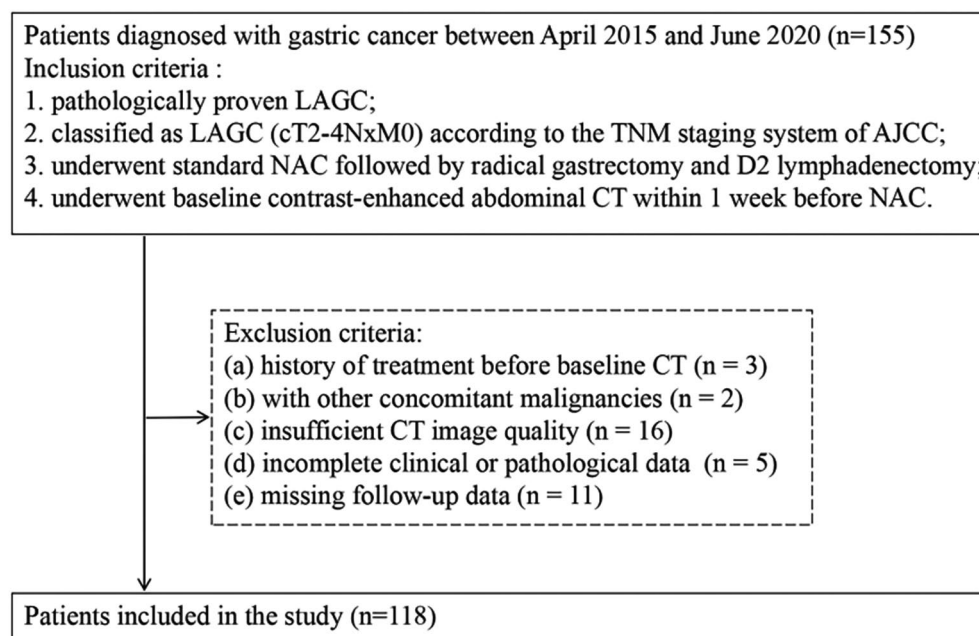 Patients diagnosed with gastric cancer between April 2015 and June 2020 (n=155)
Inclusion criteria :
1. pathologically proven LAGC;
2. classified as LAGC (cT2-4NxM0) according to the TNM staging system of AJCC;
3. underwent standard NAC followed by radical gastrectomy and D2 lymphadenectomy;
4. underwent baseline contrast-enhanced abdominal CT within 1 week before NAC.
Exclusion criteria:
(a) history of treatment before baseline CT (n = 3)
(b) with other concomitant malignancies (n = 2)
(c) insufficient CT image quality (n = 16)
(d) incomplete clinical or pathological data (n = 5)
(e) missing follow-up data (n = 11)
Patients included in the study (n=118)